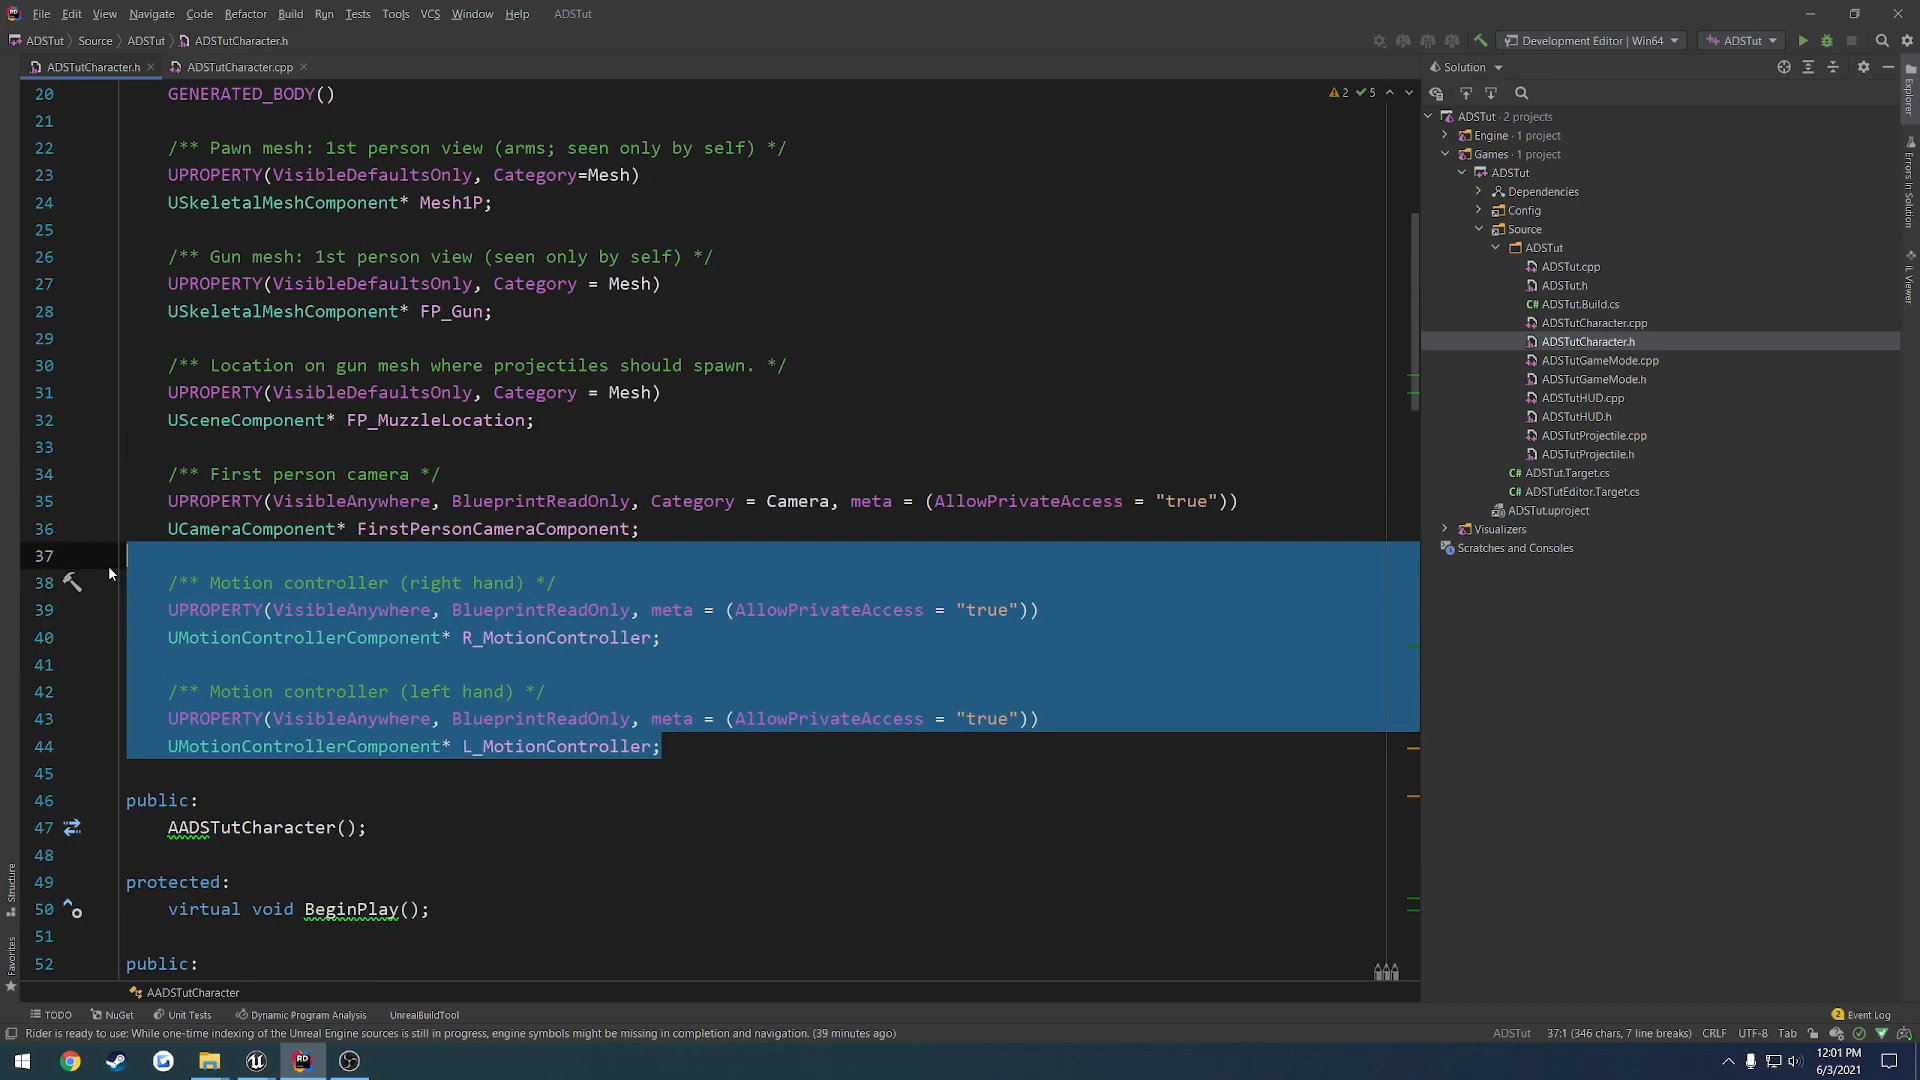 File Edit View Navigate Code Refactor Build Run Tests Tools VCS Window Help ADSTut
ADSTut Source ADSTut ADSTutCharacter.h Development Editor | Win64 ADSTut
ADSTutCharacter.h ADSTutCharacter.cpp
20 GENERATED_BODY()
21
22 /** Pawn mesh: 1st person view (arms; seen only by self) */
23 UPROPERTY(VisibleDefaultsOnly, Category=Mesh)
24 USkeletalMeshComponent* Mesh1P;
25
26 /** Gun mesh: 1st person view (seen only by self) */
27 UPROPERTY(VisibleDefaultsOnly, Category = Mesh)
28 USkeletalMeshComponent* FP_Gun;
29
30 /** Location on gun mesh where projectiles should spawn. */
31 UPROPERTY(VisibleDefaultsOnly, Category = Mesh)
32 USceneComponent* FP_MuzzleLocation;
33
34 /** First person camera */
35 UPROPERTY(VisibleAnywhere, BlueprintReadOnly, Category = Camera, meta = (AllowPrivateAccess = "true"))
36 UCameraComponent* FirstPersonCameraComponent;
37
38 /** Motion controller (right hand) */
39 UPROPERTY(VisibleAnywhere, BlueprintReadOnly, meta = (AllowPrivateAccess = "true"))
40 UMotionControllerComponent* R_MotionController;
41
42 /** Motion controller (left hand) */
43 UPROPERTY(VisibleAnywhere, BlueprintReadOnly, meta = (AllowPrivateAccess = "true"))
44 UMotionControllerComponent* L_MotionController;
45
46 public:
47 AADSTutCharacter();
48
49 protected:
50 virtual void BeginPlay();
51
52 public:
2 5
AADSTutCharacter
Solution
ADSTut · 2 projects
Engine · 1 project
Games · 1 project
ADSTut
Dependencies
Config
Source
ADSTut
ADSTut.cpp
ADSTut.h
C# ADSTut.Build.cs
ADSTutCharacter.cpp
ADSTutCharacter.h
ADSTutGameMode.cpp
ADSTutGameMode.h
ADSTutHUD.cpp
ADSTutHUD.h
ADSTutProjectile.cpp
ADSTutProjectile.h
C# ADSTut.Target.cs
C# ADSTutEditor.Target.cs
ADSTut.uproject
Visualizers
Scratches and Consoles
Explorer
Errors In Solution
IL Viewer
Structure
Favorites
TODO NuGet Unit Tests Dynamic Program Analysis UnrealBuildTool 2 Event Log
Rider is ready to use: While one-time indexing of the Unreal Engine sources is still in progress, engine symbols might be missing in completion and navigation. (39 minutes ago) ADSTut 37:1 (346 chars, 7 line breaks) CRLF UTF-8 Tab
12:01 PM
6/3/2021